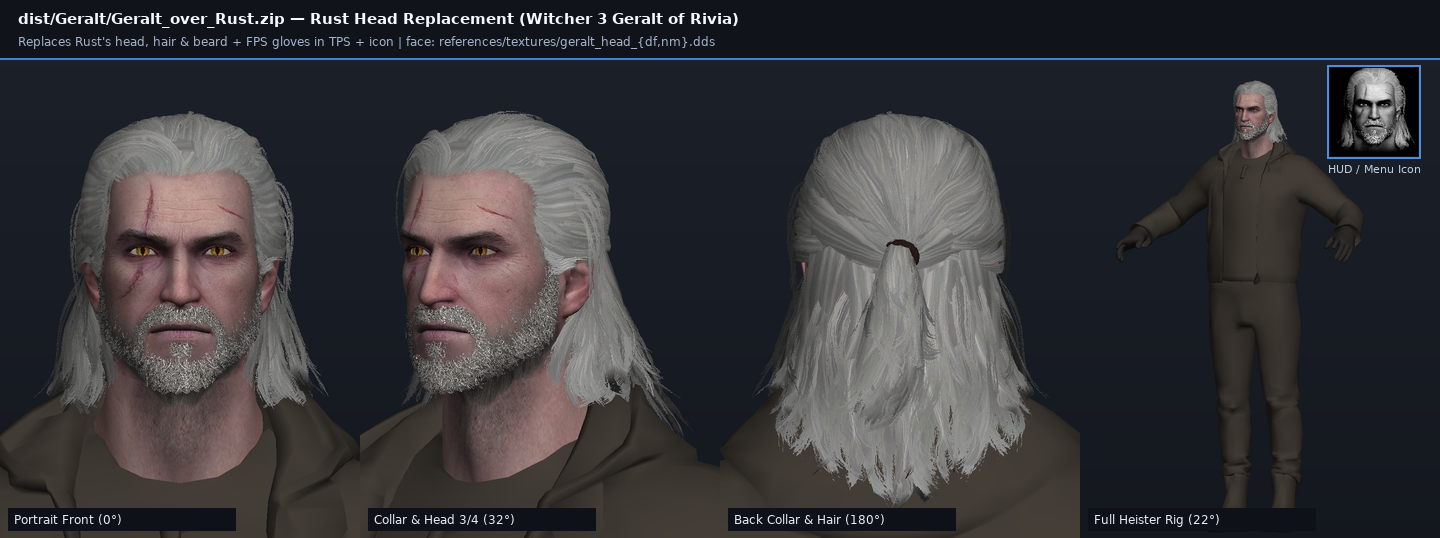 dist/Geralt/Geralt_over_Rust.zip — Rust Head Replacement (Witcher 3 Geralt of Rivia)
Replaces Rust's head, hair & beard + FPS gloves in TPS + icon | face: references/textures/geralt_head_{df,nm}.dds
HUD / Menu Icon
Portrait Front (0°)
Collar & Head 3/4 (32°)
Back Collar & Hair (180°)
Full Heister Rig (22°)